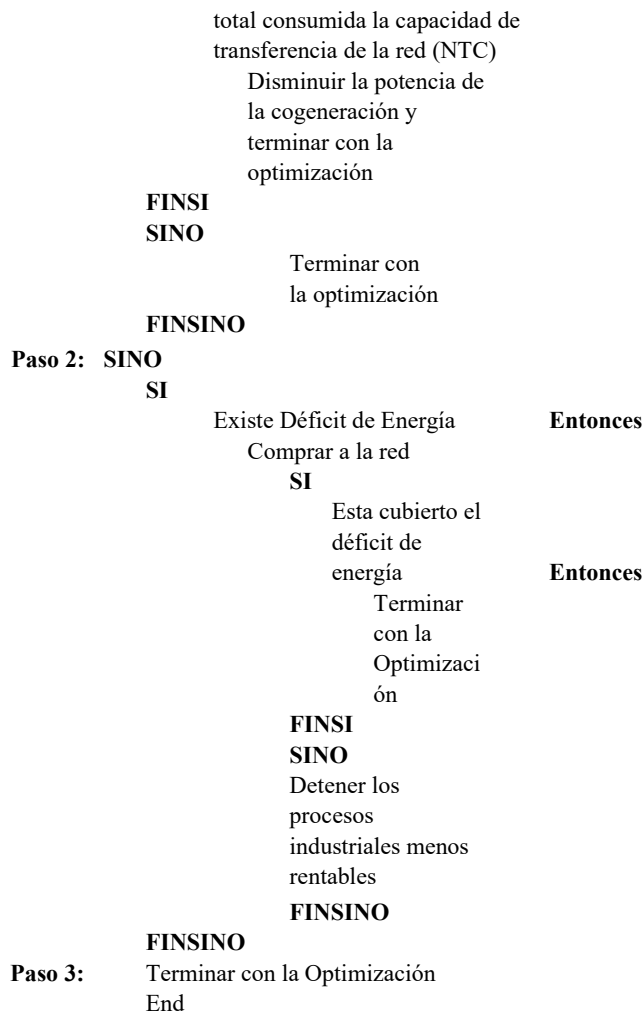 total consumida la capacidad de
transferencia de la red (NTC)
Disminuir la potencia de
la cogeneración y
terminar con la
optimización
FINSI
SINO
Terminar con
la optimización
FINSINO
Paso 2: SINO
SI
Existe Déficit de Energía Entonces
Comprar a la red
SI
Esta cubierto el
déficit de
energía Entonces
Terminar
con la
Optimizaci
ón
FINSI
SINO
Detener los
procesos
industriales menos
rentables
FINSINO
FINSINO
Paso 3: Terminar con la Optimización
End